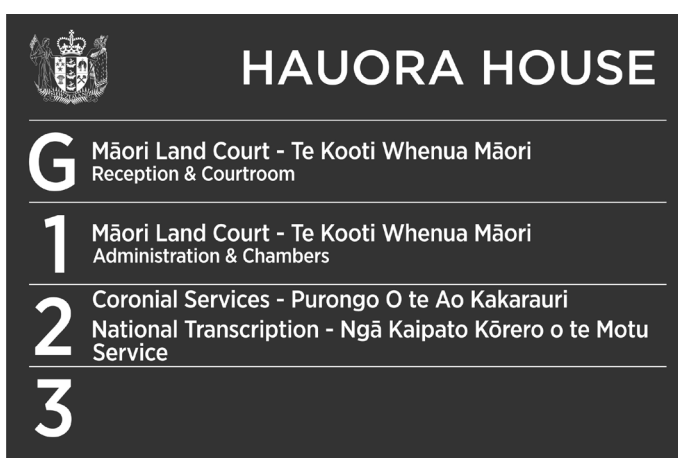 HAUORA HOUSE
G
Māori Land Court - Te Kooti Whenua Māori
Reception & Courtroom
1
Māori Land Court - Te Kooti Whenua Māori
Administration & Chambers
2
Coronial Services - Purongo O te Ao Kakarauri
National Transcription - Ngā Kaipato Kōrero o te Motu
Service
3